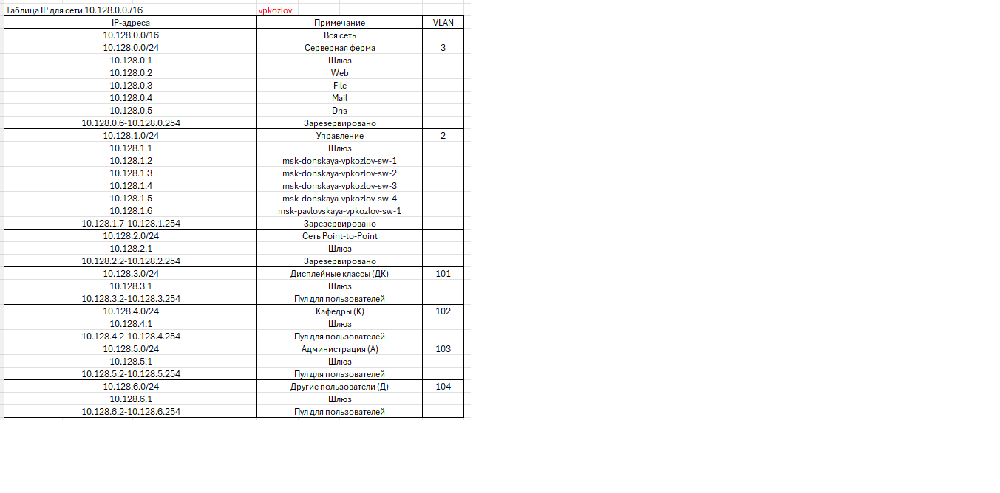 Таблица IP для сети 10.128.0.0./16 vpkozlov
IP-адреса Примечание VLAN
10.128.0.0/16 Вся сеть
10.128.0.0/24 Серверная ферма 3
10.128.0.1 Шлюз
10.128.0.2 Web
10.128.0.3 File
10.128.0.4 Mail
10.128.0.5 Dns
10.128.0.6-10.128.0.254 Зарезервировано
10.128.1.0/24 Управление 2
10.128.1.1 Шлюз
10.128.1.2 msk-donskaya-vpkozlov-sw-1
10.128.1.3 msk-donskaya-vpkozlov-sw-2
10.128.1.4 msk-donskaya-vpkozlov-sw-3
10.128.1.5 msk-donskaya-vpkozlov-sw-4
10.128.1.6 msk-pavlovskaya-vpkozlov-sw-1
10.128.1.7-10.128.1.254 Зарезервировано
10.128.2.0/24 Сеть Point-to-Point
10.128.2.1 Шлюз
10.128.2.2-10.128.2.254 Зарезервировано
10.128.3.0/24 Дисплейные классы (ДК) 101
10.128.3.1 Шлюз
10.128.3.2-10.128.3.254 Пул для пользователей
10.128.4.0/24 Кафедры (К) 102
10.128.4.1 Шлюз
10.128.4.2-10.128.4.254 Пул для пользователей
10.128.5.0/24 Администрация (А) 103
10.128.5.1 Шлюз
10.128.5.2-10.128.5.254 Пул для пользователей
10.128.6.0/24 Другие пользователи (Д) 104
10.128.6.1 Шлюз
10.128.6.2-10.128.6.254 Пул для пользователей